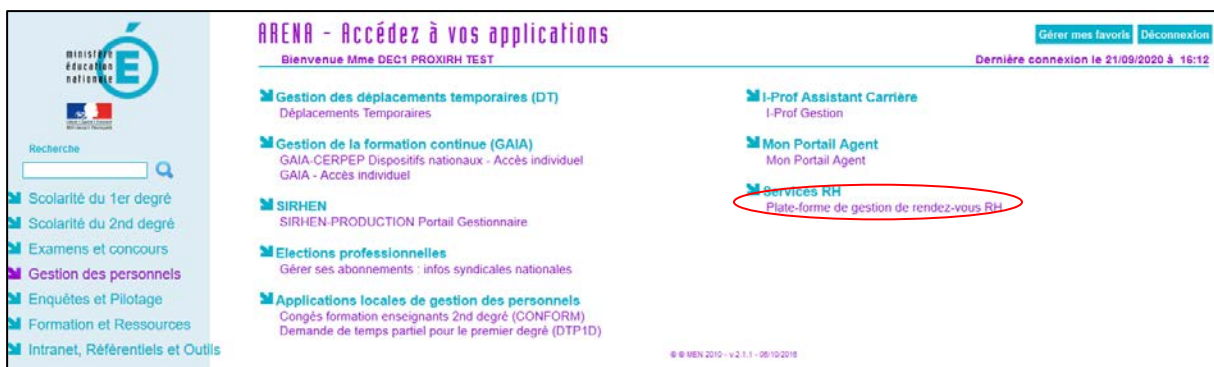 ministère
éducation
nationale
Recherche
Scolarité du 1er degré
Scolarité du 2nd degré
Examens et concours
Gestion des personnels
Enquêtes et Pilotage
Formation et Ressources
Intranet, Référentiels et Outils
ARENA - Accédez à vos applications
Bienvenue Mme DEC1 PROXIRH TEST
Gérer mes favoris Déconnexion
Dernière connexion le 21/09/2020 à 16:12
Gestion des déplacements temporaires (DT)
Déplacements Temporaires
Gestion de la formation continue (GAIA)
GAIA-CERPEP Dispositifs nationaux - Accès individuel
GAIA - Accès individuel
SIRHEN
SIRHEN-PRODUCTION Portail Gestionnaire
Elections professionnelles
Gérer ses abonnements : infos syndicales nationales
Applications locales de gestion des personnels
Congés formation enseignants 2nd degré (CONFORM)
Demande de temps partiel pour le premier degré (DTP1D)
I-Prof Assistant Carrière
I-Prof Gestion
Mon Portail Agent
Mon Portail Agent
Services RH
Plate-forme de gestion de rendez-vous RH
MEN 2010 - v.2.1.1 -